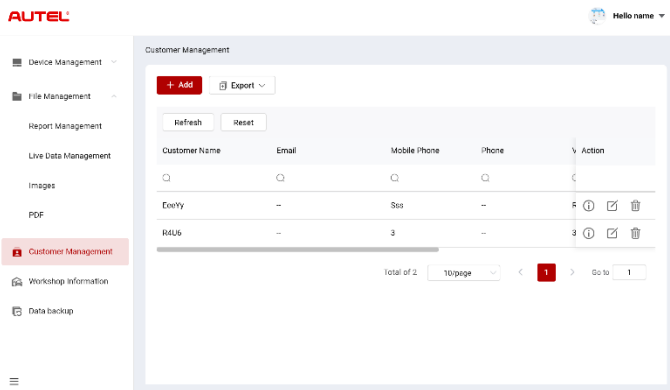 AUTEL
Hello name
Device Management
File Management
Report Management
Live Data Management
Images
PDF
Customer Management
Workshop Information
Data backup
Customer Management
+ Add
Export
Refresh Reset
Customer Name Email Mobile Phone Phone V Action
EeeYy -- Sss -- R
R4U6 -- 3 -- 3
Total of 2 10/page < 1 > Go to 1